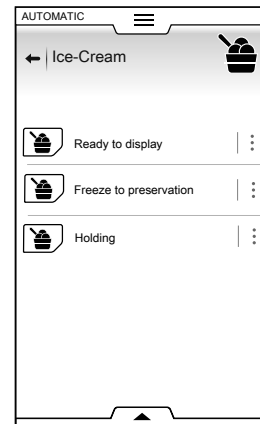 AUTOMATIC
Ice-Cream
Ready to display
Freeze to preservation
Holding